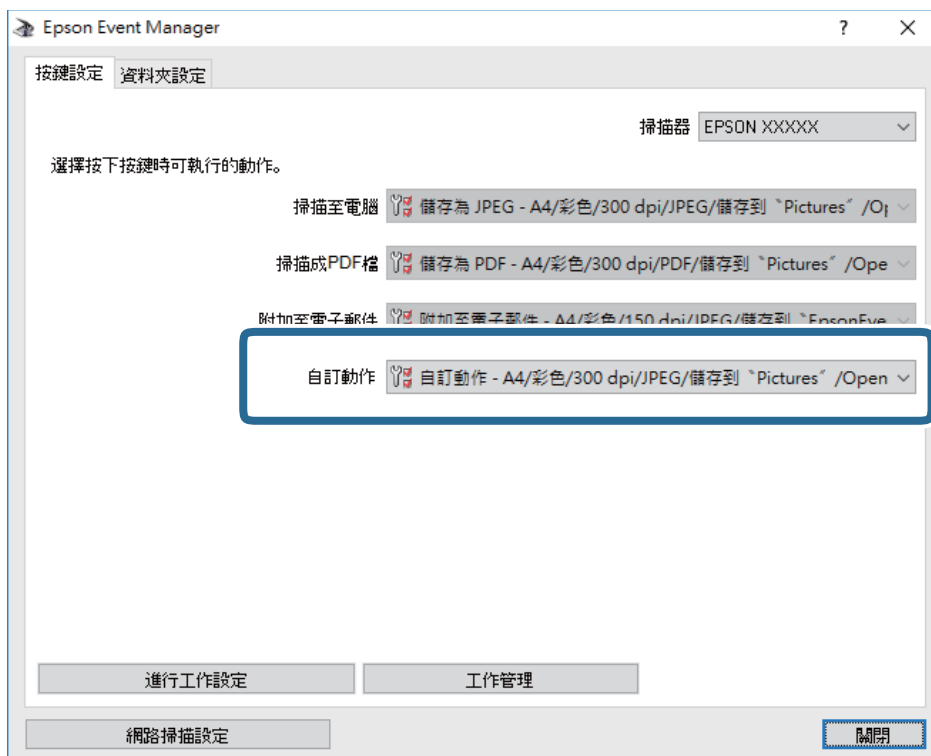 Epson Event Manager
按鍵設定 資料夾設定
掃描器 EPSON XXXXX
選擇按下按鍵時可執行的動作。
掃描至電腦 儲存為 JPEG - A4/彩色/300 dpi/JPEG/儲存到〝Pictures〞/Op
掃描成PDF檔 儲存為 PDF - A4/彩色/300 dpi/PDF/儲存到〝Pictures〞/Ope
附加至電子郵件 附加至電子郵件 - A4/彩色/150 dpi/JPEG/儲存到〝EpsonEve
自訂動作 自訂動作 - A4/彩色/300 dpi/JPEG/儲存到〝Pictures〞/Open
進行工作設定 工作管理
網路掃描設定 關閉